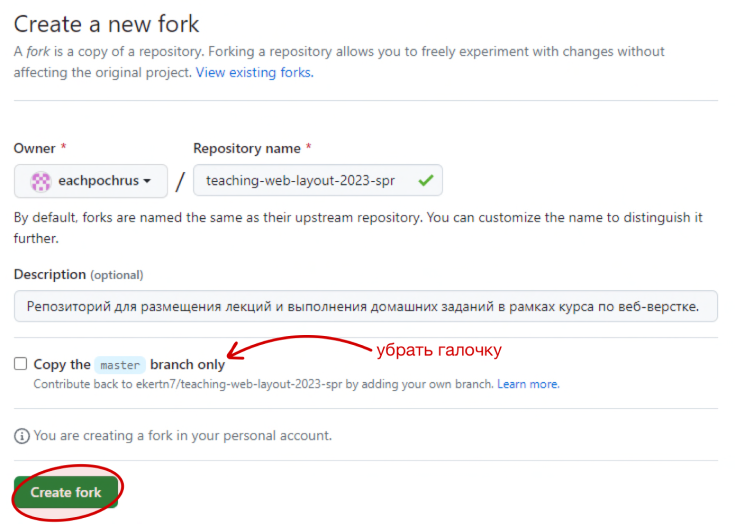 Create a new fork
A fork is a copy of a repository. Forking a repository allows you to freely experiment with changes without
affecting the original project. View existing forks.
Owner * Repository name *
eachpochrus / teaching-web-layout-2023-spr
By default, forks are named the same as their upstream repository. You can customize the name to distinguish it
further.
Description (optional)
Репозиторий для размещения лекций и выполнения домашних заданий в рамках курса по веб-верстке.
убрать галочку
Copy the master branch only
Contribute back to ekertn7/teaching-web-layout-2023-spr by adding your own branch. Learn more.
You are creating a fork in your personal account.
Create fork